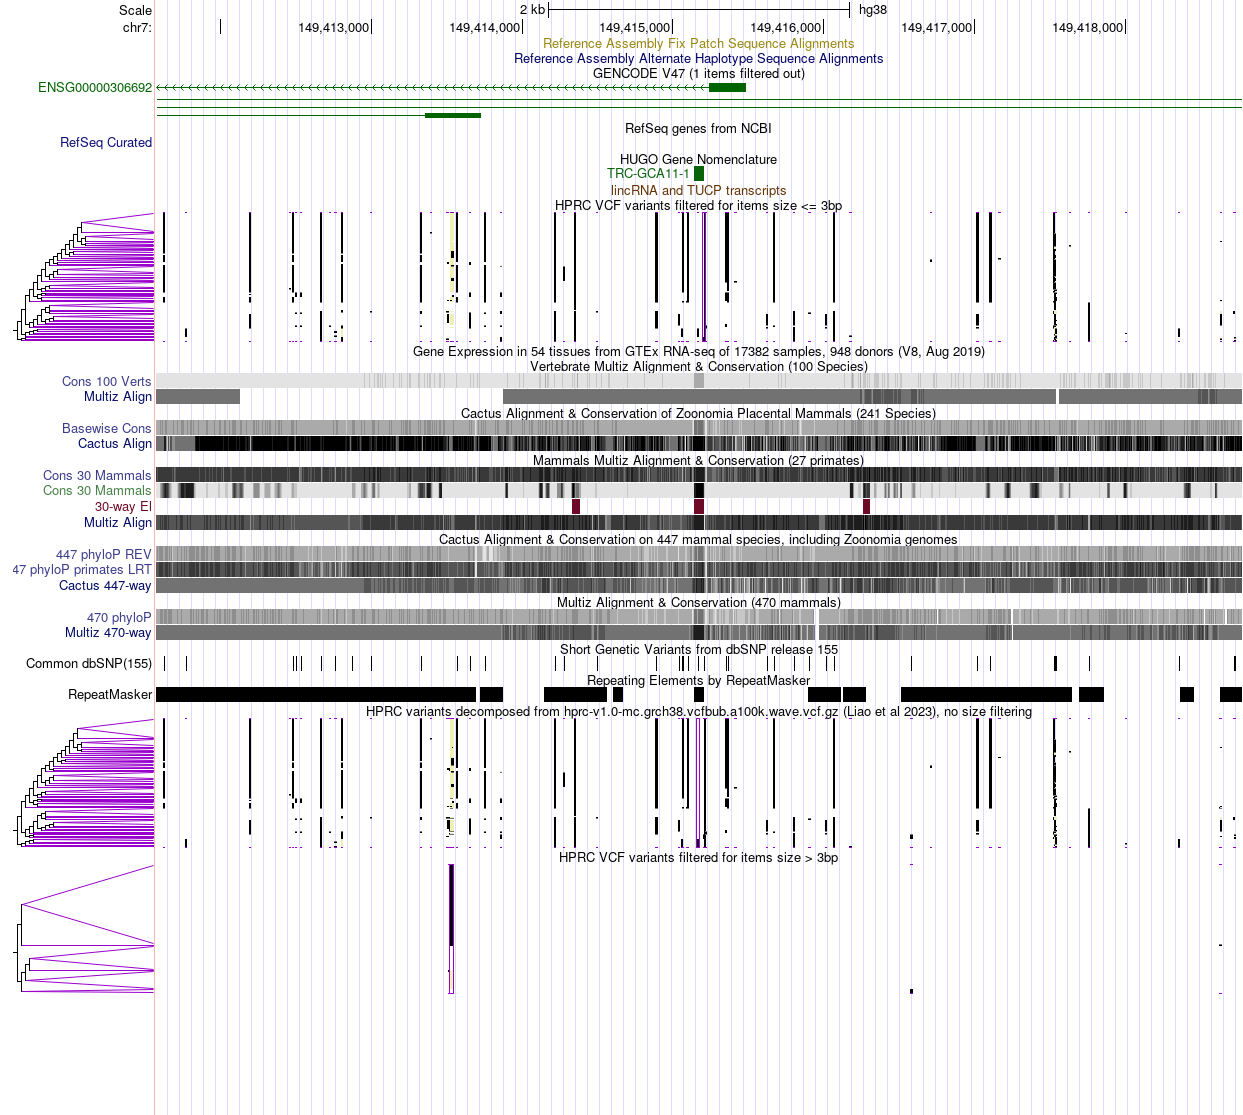 Scale 2 kb hg38
chr7: 149,413,000 149,414,000 149,415,000 149,416,000 149,417,000 149,418,000
Reference Assembly Fix Patch Sequence Alignments
Reference Assembly Alternate Haplotype Sequence Alignments
GENCODE V47 (1 items filtered out)
ENSG00000306692
RefSeq genes from NCBI
RefSeq Curated
HUGO Gene Nomenclature
TRC-GCA11-1
lincRNA and TUCP transcripts
HPRC VCF variants filtered for items size <= 3bp
Gene Expression in 54 tissues from GTEx RNA-seq of 17382 samples, 948 donors (V8, Aug 2019)
Vertebrate Multiz Alignment & Conservation (100 Species)
Cons 100 Verts
Multiz Align
Cactus Alignment & Conservation of Zoonomia Placental Mammals (241 Species)
Basewise Cons
Cactus Align
Mammals Multiz Alignment & Conservation (27 primates)
Cons 30 Mammals
Cons 30 Mammals
30-way El
Multiz Align
Cactus Alignment & Conservation on 447 mammal species, including Zoonomia genomes
447 phyloP REV
47 phyloP primates LRT
Cactus 447-way
Multiz Alignment & Conservation (470 mammals)
470 phyloP
Multiz 470-way
Short Genetic Variants from dbSNP release 155
Common dbSNP(155)
Repeating Elements by RepeatMasker
RepeatMasker
HPRC variants decomposed from hprc-v1.0-mc.grch38.vcfbub.a100k.wave.vcf.gz (Liao et al 2023), no size filtering
HPRC VCF variants filtered for items size > 3bp